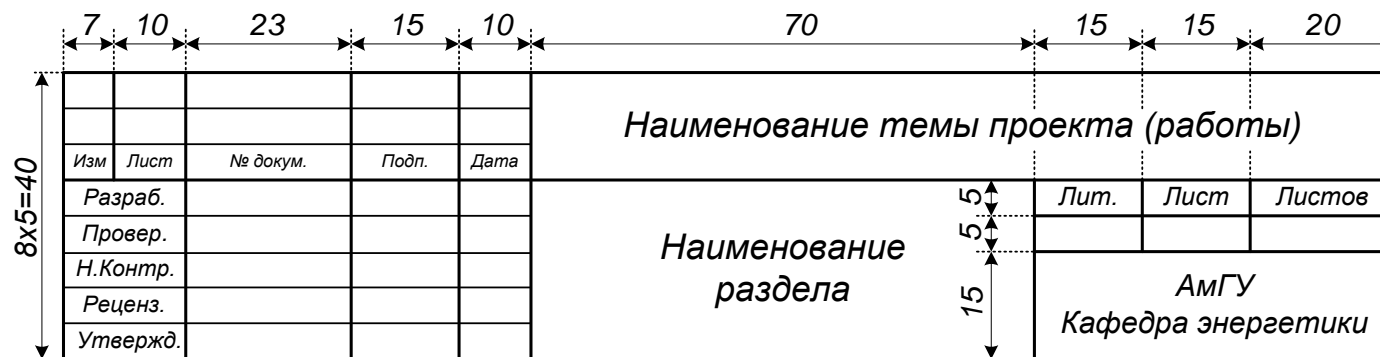 7 10 23 15 10 70 15 15 20
Наименование темы проекта (работы)
8x5=40
Изм Лист № докум. Подп. Дата
Разраб. 5 Лит. Лист Листов
Провер. 5
Наименование
раздела
Н.Контр.
Реценз. 15 АмГУ
Кафедра энергетики
Утвержд.